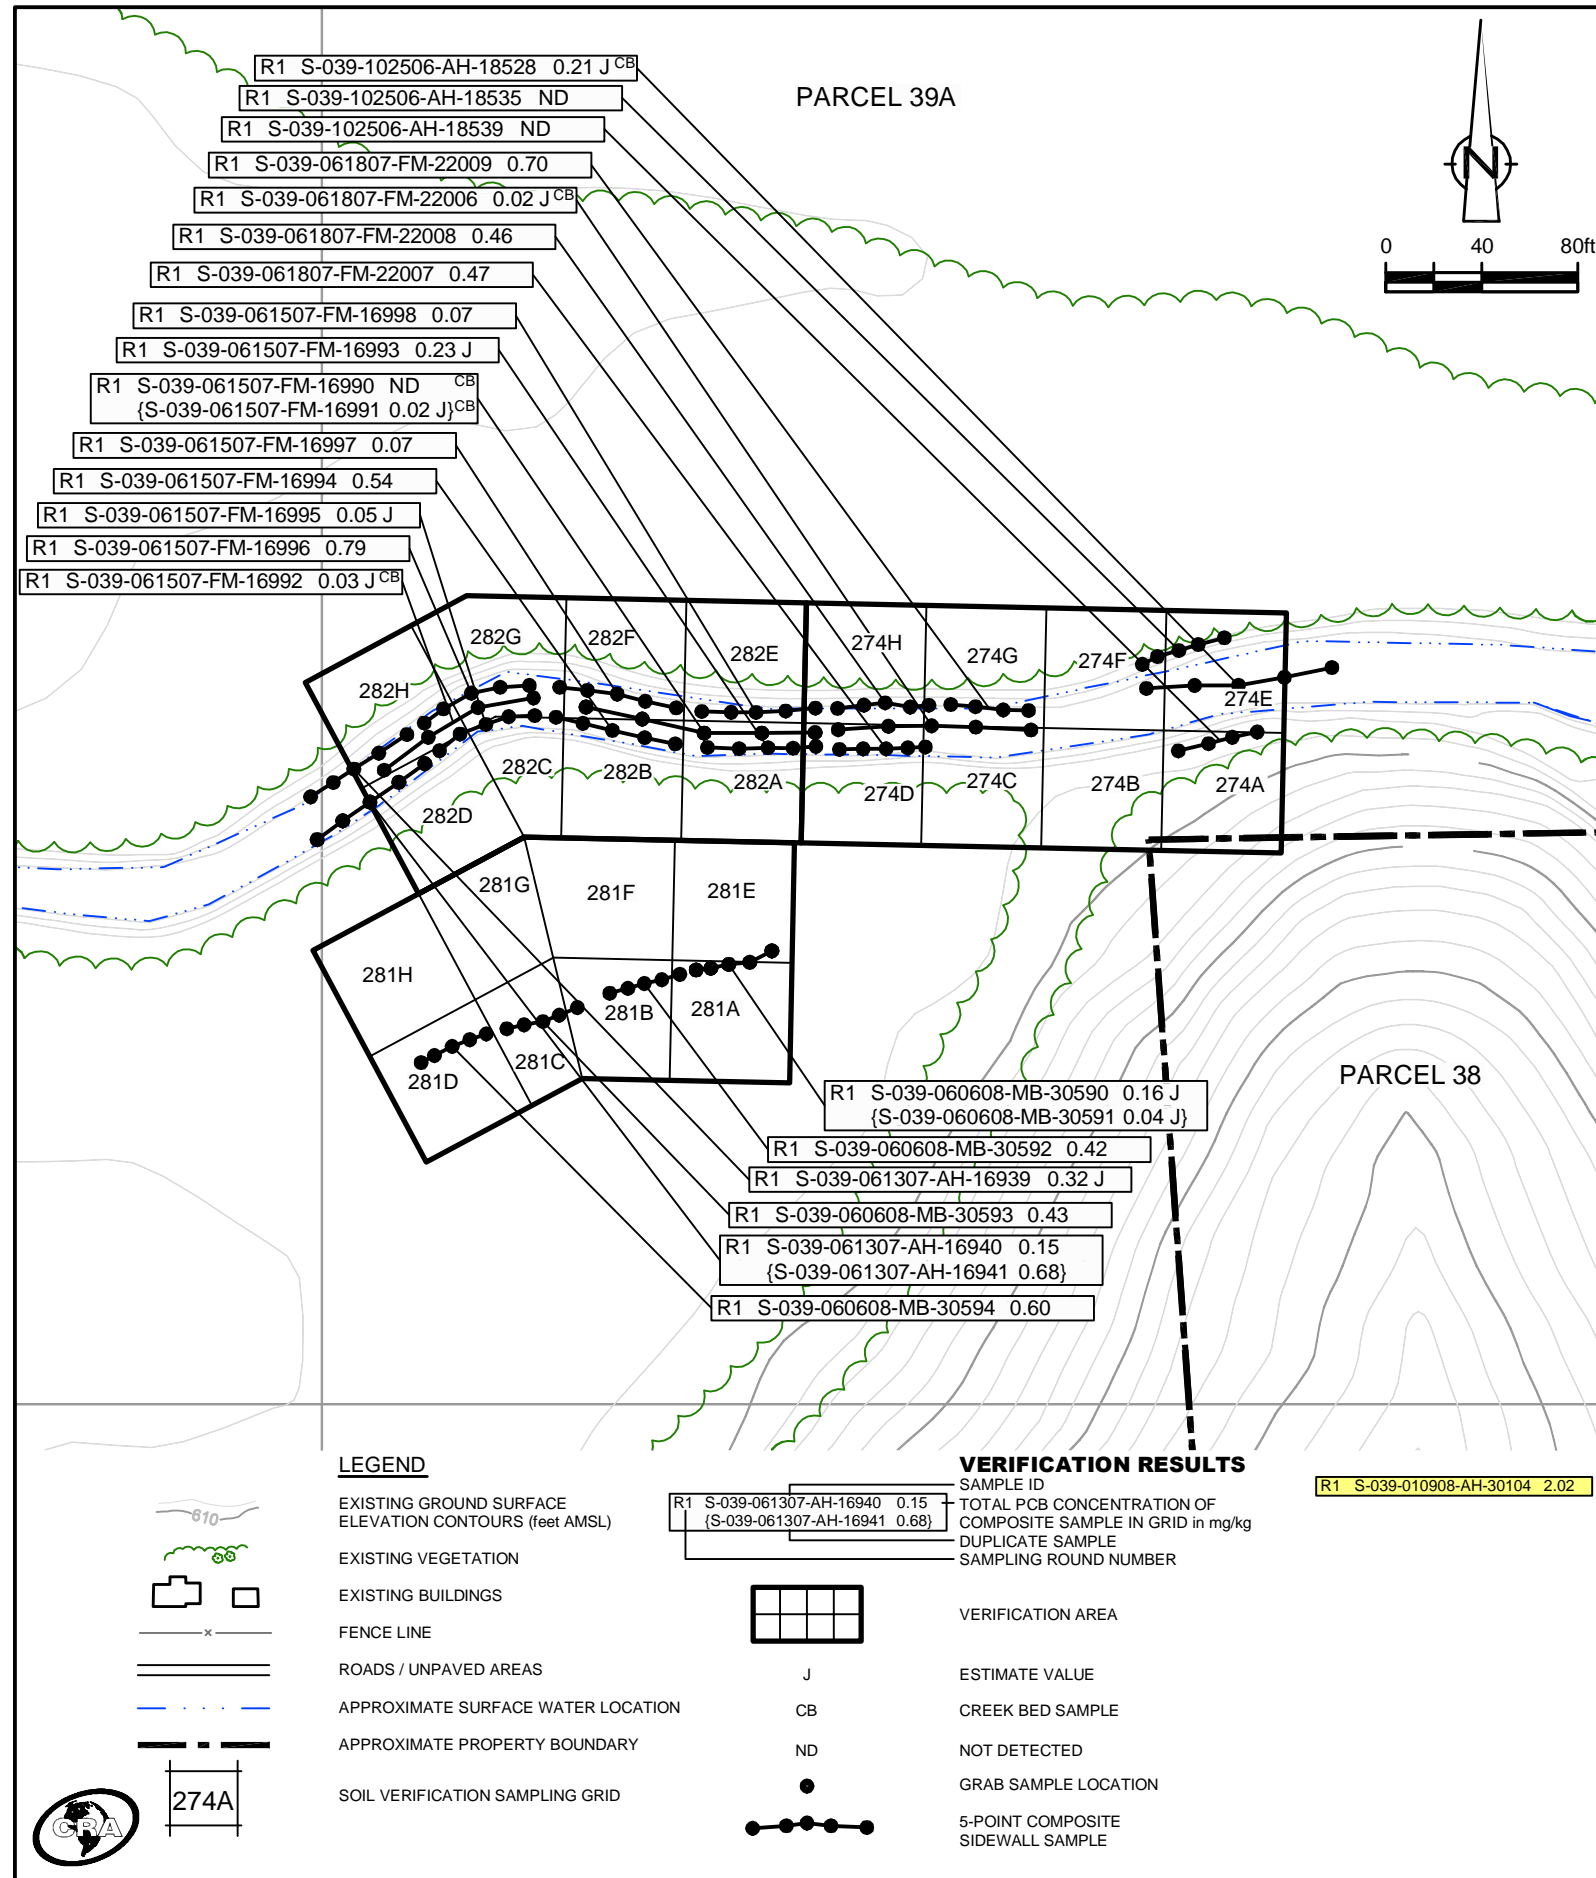 R1 S-039-102506-AH-18528 0.21 J CB
R1 S-039-102506-AH-18535 ND
R1 S-039-102506-AH-18539 ND
R1 S-039-061807-FM-22009 0.70
R1 S-039-061807-FM-22006 0.02 J CB
R1 S-039-061807-FM-22008 0.46
R1 S-039-061807-FM-22007 0.47
R1 S-039-061507-FM-16998 0.07
R1 S-039-061507-FM-16993 0.23 J
R1 S-039-061507-FM-16990 ND CB
{S-039-061507-FM-16991 0.02 J} CB
R1 S-039-061507-FM-16997 0.07
R1 S-039-061507-FM-16994 0.54
R1 S-039-061507-FM-16995 0.05 J
R1 S-039-061507-FM-16996 0.79
R1 S-039-061507-FM-16992 0.03 J CB
PARCEL 39A
N
0 40 80ft
282G 282F 282E 274H 274G 274F
282H 274E
282C 282B 282A 274D 274C 274B 274A
282D
281G 281F 281E
281H
281B 281A
281D 281C
PARCEL 38
R1 S-039-060608-MB-30590 0.16 J
{S-039-060608-MB-30591 0.04 J}
R1 S-039-060608-MB-30592 0.42
R1 S-039-061307-AH-16939 0.32 J
R1 S-039-060608-MB-30593 0.43
R1 S-039-061307-AH-16940 0.15
{S-039-061307-AH-16941 0.68}
R1 S-039-060608-MB-30594 0.60
LEGEND
610
EXISTING GROUND SURFACE
ELEVATION CONTOURS (feet AMSL)
EXISTING VEGETATION
EXISTING BUILDINGS
x
FENCE LINE
ROADS / UNPAVED AREAS
APPROXIMATE SURFACE WATER LOCATION
APPROXIMATE PROPERTY BOUNDARY
274A
SOIL VERIFICATION SAMPLING GRID
CRA
VERIFICATION RESULTS
R1 S-039-061307-AH-16940 0.15
{S-039-061307-AH-16941 0.68}
SAMPLE ID
TOTAL PCB CONCENTRATION OF
COMPOSITE SAMPLE IN GRID in mg/kg
DUPLICATE SAMPLE
SAMPLING ROUND NUMBER
R1 S-039-010908-AH-30104 2.02
VERIFICATION AREA
J ESTIMATE VALUE
CB CREEK BED SAMPLE
ND NOT DETECTED
GRAB SAMPLE LOCATION
5-POINT COMPOSITE
SIDEWALL SAMPLE